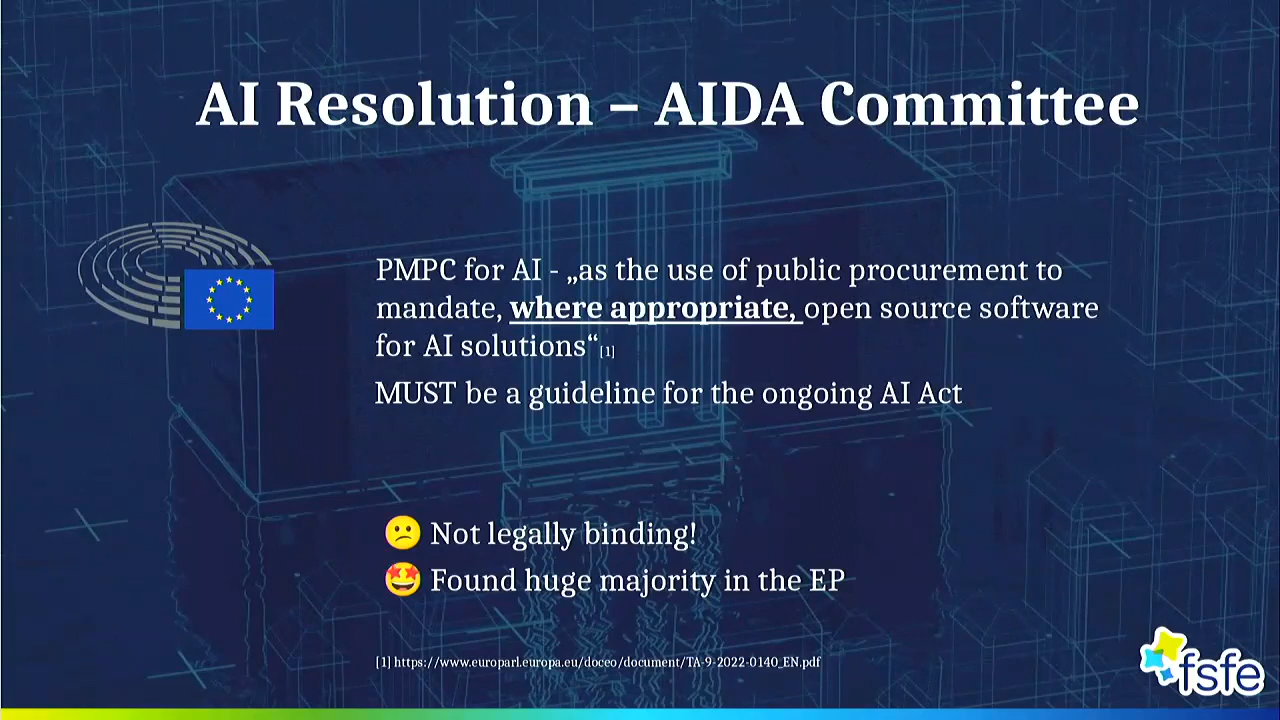 AI Resolution – AIDA Committee
PMPC for AI - „as the use of public procurement to
mandate, where appropriate, open source software
for AI solutions“[1]
MUST be a guideline for the ongoing AI Act
😕 Not legally binding!
🤩 Found huge majority in the EP
[1] https://www.europarl.europa.eu/doceo/document/TA-9-2022-0140_EN.pdf
fsfe